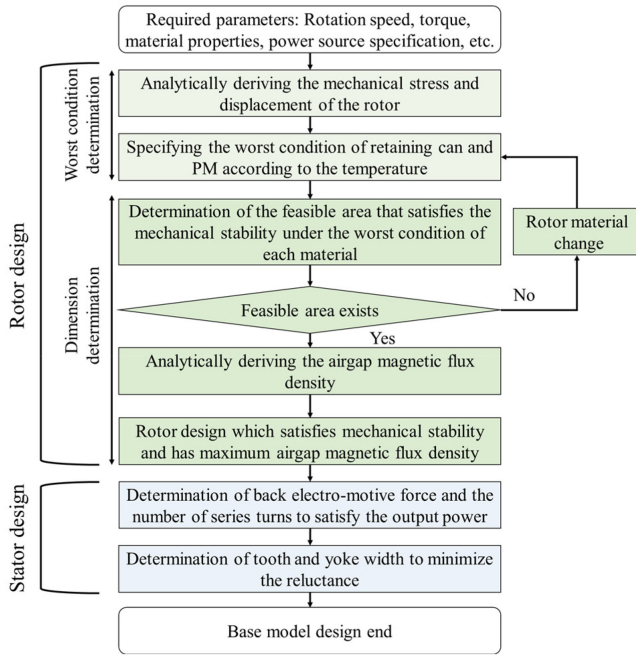 Required parameters: Rotation speed, torque,
material properties, power source specification, etc.
Rotor design
Worst condition
determination
Analytically deriving the mechanical stress and
displacement of the rotor
Specifying the worst condition of retaining can and
PM according to the temperature
Dimension
determination
Determination of the feasible area that satisfies the
mechanical stability under the worst condition of
each material
Rotor material
change
Feasible area exists
No
Yes
Analytically deriving the airgap magnetic flux
density
Rotor design which satisfies mechanical stability
and has maximum airgap magnetic flux density
Stator design
Determination of back electro-motive force and the
number of series turns to satisfy the output power
Determination of tooth and yoke width to minimize
the reluctance
Base model design end